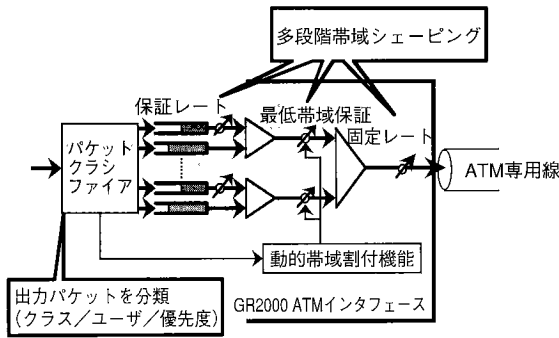 多段階帯域シェーピング
保証レート
最低帯域保証
固定レート
パケット
クラシ
ファイア
ATM専用線
動的帯域割付機能
出力パケットを分類
(クラス/ユーザ/優先度)
GR2000 ATMインタフェース